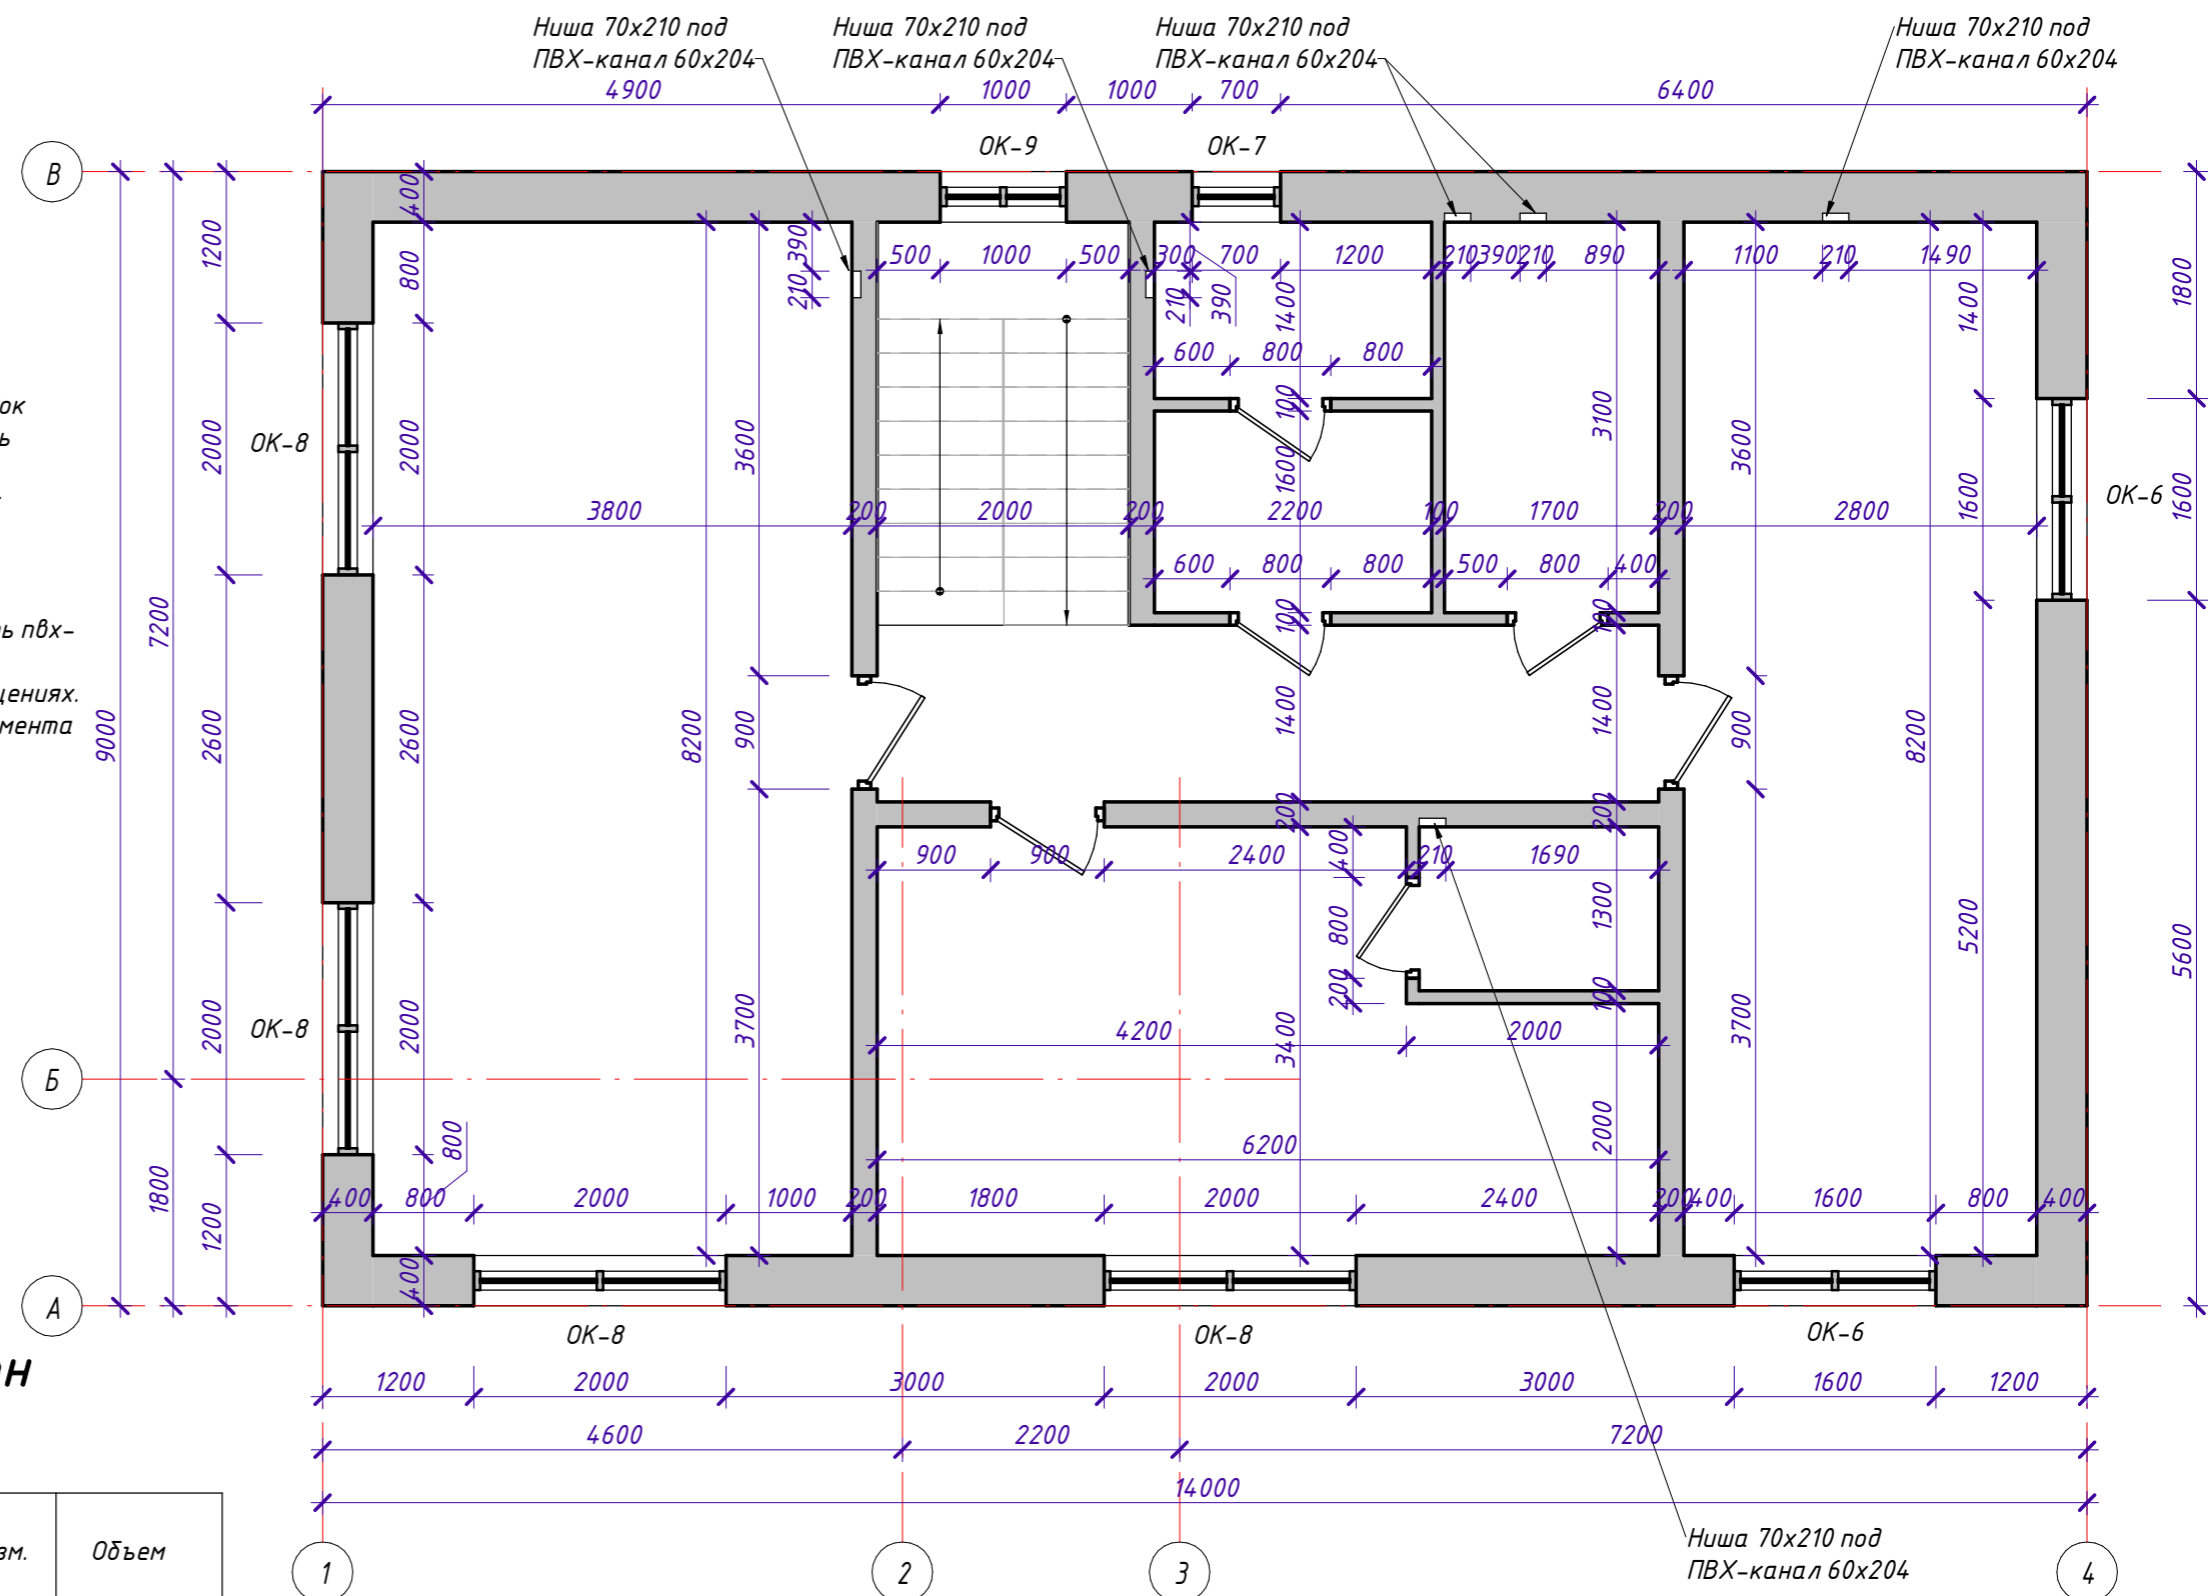 Ниша 70х210 под
ПВХ-канал 60х204
Ниша 70х210 под
ПВХ-канал 60х204
Ниша 70х210 под
ПВХ-канал 60х204
Ниша 70х210 под
ПВХ-канал 60х204
4900 1000 1000 700 6400
ОК-9 ОК-7
В
400
1200 800 390 210 500 1000 500 300 700 1200 210 390 210 890 1100 210 1490 1800
210 390 1400 1400
600 800 800
100
ок
ь
ОК-8 2000 2000 3600 1600 3100 3600 1600 ОК-6 1600
3800 200 2000 200 2200 100 1700 200 2800
600 800 800 500 800 400
100 100
ь пвх-
7200
цениях.
мента
9000 2600 2600 8200 900 1400 1400 900 8200
200 200
900 900 2400 400 210 1690
800 1300 5200 5600
200 100
ОК-8 2000 2000 3700 4200 3400 2000 3700
Б
800 6200 2000
1800 1200 400 800 2000 1000 200 1800 2000 2400 200 400 1600 800 400
400
А
ОК-8 ОК-8 ОК-6
н
1200 2000 3000 2000 3000 1600 1200
4600 2200 7200
14000
зм. Объем
Ниша 70х210 под
ПВХ-канал 60х204
1 2 3 4